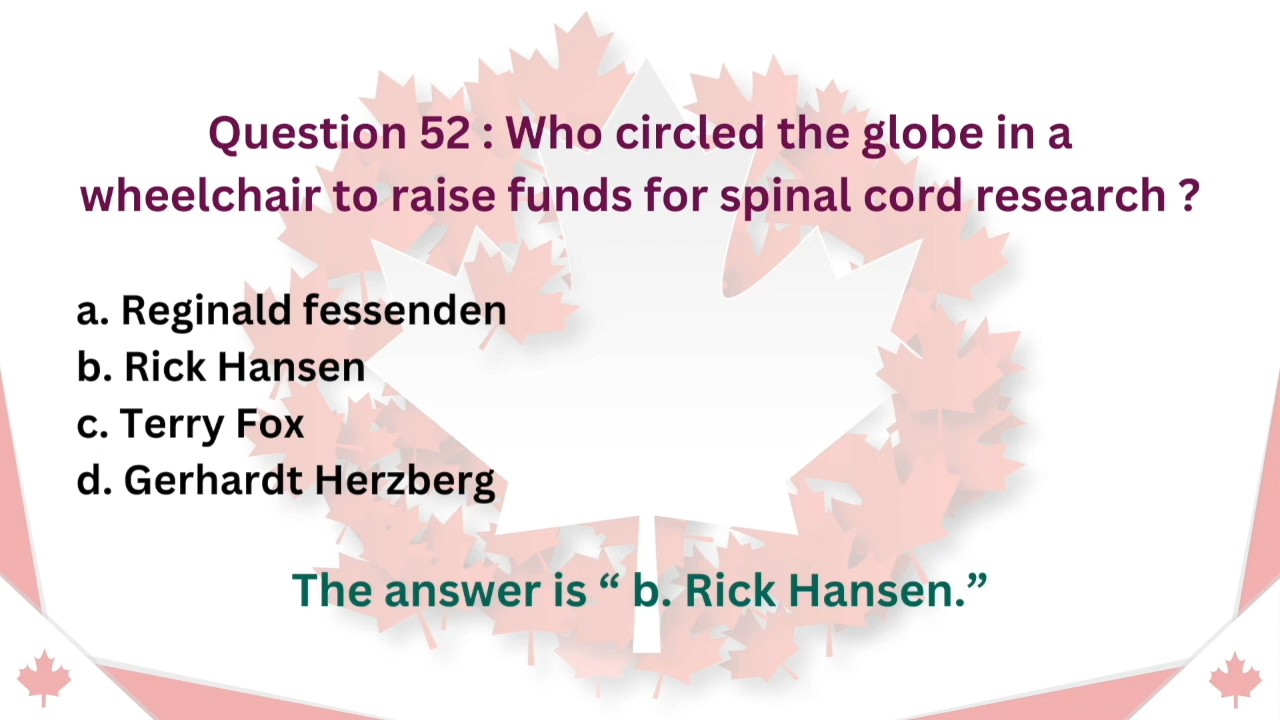 Question 52 : Who circled the globe in a
wheelchair to raise funds for spinal cord research ?
a. Reginald fessenden
b. Rick Hansen
c. Terry Fox
d. Gerhardt Herzberg
The answer is “ b. Rick Hansen.”